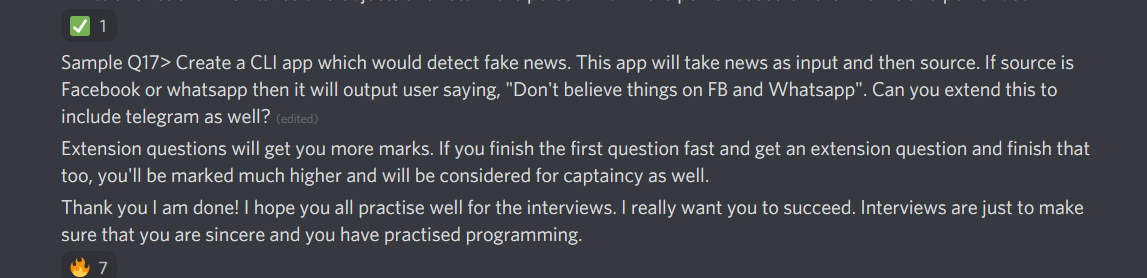 1
Sample Q17> Create a CLI app which would detect fake news. This app will take news as input and then source. If source is
Facebook or whatsapp then it will output user saying, "Don't believe things on FB and Whatsapp". Can you extend this to
include telegram as well? (edited)
Extension questions will get you more marks. If you finish the first question fast and get an extension question and finish that
too, you'll be marked much higher and will be considered for captaincy as well.
Thank you I am done! I hope you all practise well for the interviews. I really want you to succeed. Interviews are just to make
sure that you are sincere and you have practised programming.
7